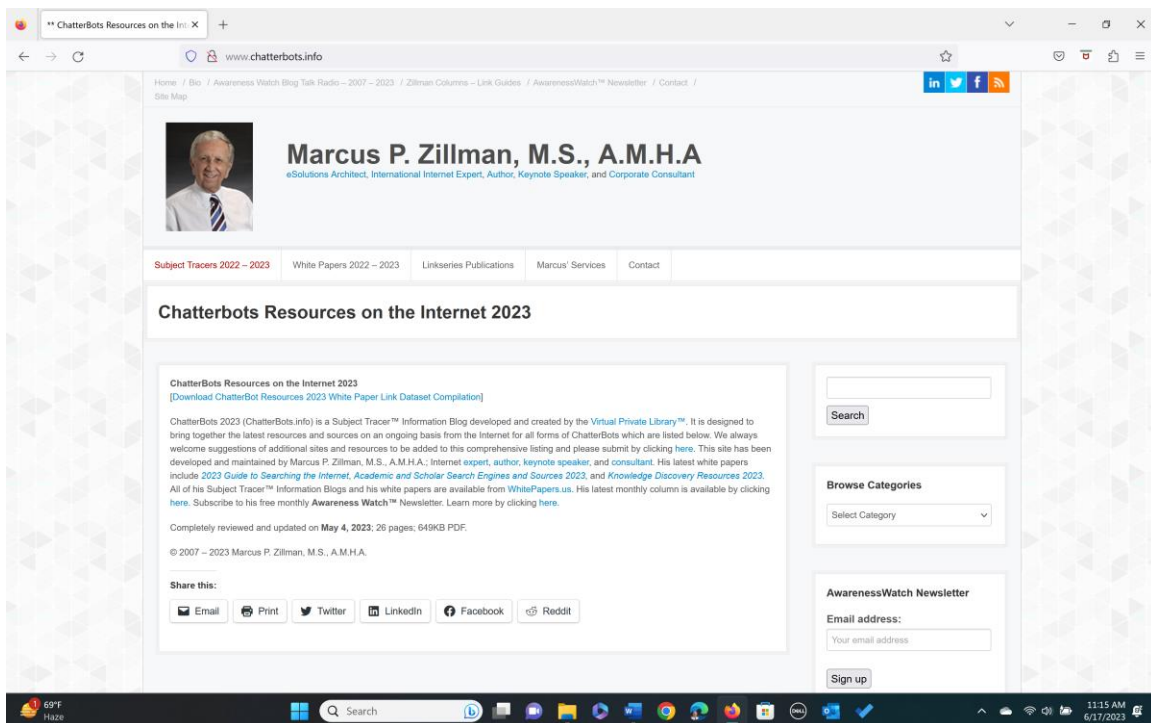 ** ChatterBots Resources on the Int
www.chatterbots.info
Home / Bio / Awareness Watch Blog Talk Radio – 2007 – 2023 / Zillman Columns – Link Guides / AwarenessWatch™ Newsletter / Contact /
Site Map
in
f
Marcus P. Zillman, M.S., A.M.H.A
eSolutions Architect, International Internet Expert, Author, Keynote Speaker, and Corporate Consultant
Subject Tracers 2022 – 2023
White Papers 2022 – 2023
Linkseries Publications
Marcus' Services
Contact
Chatterbots Resources on the Internet 2023
ChatterBots Resources on the Internet 2023
[Download ChatterBot Resources 2023 White Paper Link Dataset Compilation]
ChatterBots 2023 (ChatterBots.info) is a Subject Tracer™ Information Blog developed and created by the Virtual Private Library™. It is designed to
bring together the latest resources and sources on an ongoing basis from the Internet for all forms of ChatterBots which are listed below. We always
welcome suggestions of additional sites and resources to be added to this comprehensive listing and please submit by clicking here. This site has been
developed and maintained by Marcus P. Zillman, M.S., A.M.H.A.; Internet expert, author, keynote speaker, and consultant. His latest white papers
include 2023 Guide to Searching the Internet, Academic and Scholar Search Engines and Sources 2023, and Knowledge Discovery Resources 2023.
All of his Subject Tracer™ Information Blogs and his white papers are available from WhitePapers.us. His latest monthly column is available by clicking
here. Subscribe to his free monthly Awareness Watch™ Newsletter. Learn more by clicking here.
Completely reviewed and updated on May 4, 2023; 26 pages; 649KB PDF.
© 2007 – 2023 Marcus P. Zillman, M.S., A.M.H.A.
Share this:
Email
Print
Twitter
LinkedIn
Facebook
Reddit
Search
Browse Categories
Select Category
AwarenessWatch Newsletter
Email address:
Your email address
Sign up
1
69°F
Haze
Search
b
DELL
11:15 AM
6/17/2023